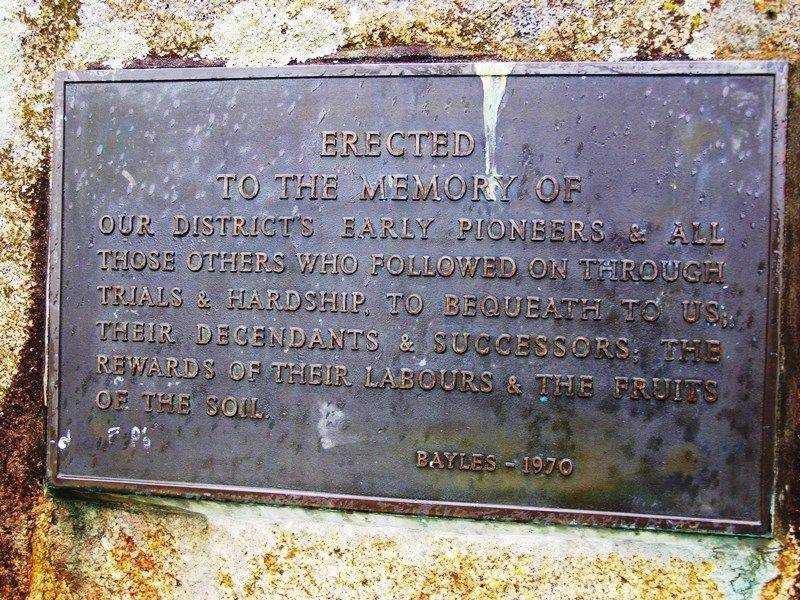 ERECTED
TO THE MEMORY OF
OUR DISTRICT'S EARLY PIONEERS & ALL
THOSE OTHERS WHO FOLLOWED ON THROUGH
TRIALS & HARDSHIP, TO BEQUEATH TO US;
THEIR DECENDANTS & SUCCESSORS; THE
REWARDS OF THEIR LABOURS & THE FRUITS
OF THE SOIL.
BAYLES - 1970